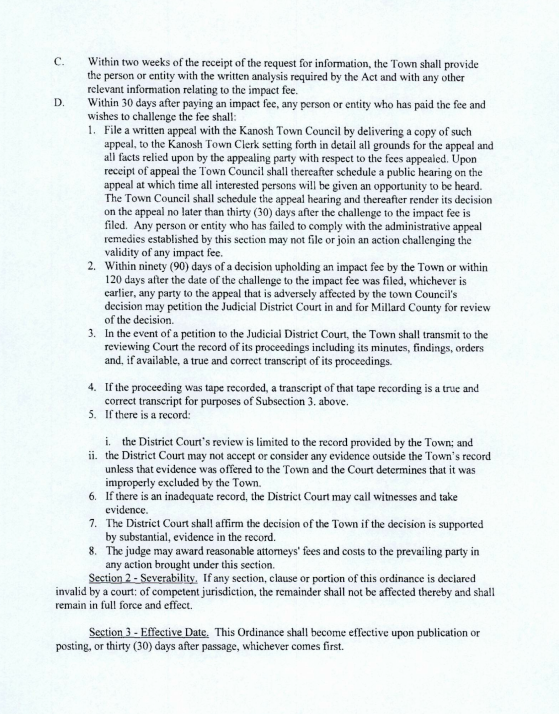 C. Within two weeks of the receipt of the request for information, the Town shall provide
the person or entity with the written analysis required by the Act and with any other
relevant information relating to the impact fee.
D. Within 30 days after paying an impact fee, any person or entity who has paid the fee and
wishes to challenge the fee shall:
1. File a written appeal with the Kanosh Town Council by delivering a copy of such
appeal, to the Kanosh Town Clerk setting forth in detail all grounds for the appeal and
all facts relied upon by the appealing party with respect to the fees appealed. Upon
receipt of appeal the Town Council shall thereafter schedule a public hearing on the
appeal at which time all interested persons will be given an opportunity to be heard.
The Town Council shall schedule the appeal hearing and thereafter render its decision
on the appeal no later than thirty (30) days after the challenge to the impact fee is
filed. Any person or entity who has failed to comply with the administrative appeal
remedies established by this section may not file or join an action challenging the
validity of any impact fee.
2. Within ninety (90) days of a decision upholding an impact fee by the Town or within
120 days after the date of the challenge to the impact fee was filed, whichever is
earlier, any party to the appeal that is adversely affected by the town Council's
decision may petition the Judicial District Court in and for Millard County for review
of the decision.
3. In the event of a petition to the Judicial District Court, the Town shall transmit to the
reviewing Court the record of its proceedings including its minutes, findings, orders
and, if available, a true and correct transcript of its proceedings.
4. If the proceeding was tape recorded, a transcript of that tape recording is a true and
correct transcript for purposes of Subsection 3. above.
5. If there is a record:
i. the District Court's review is limited to the record provided by the Town; and
ii. the District Court may not accept or consider any evidence outside the Town's record
unless that evidence was offered to the Town and the Court determines that it was
improperly excluded by the Town.
6. If there is an inadequate record, the District Court may call witnesses and take
evidence.
7. The District Court shall affirm the decision of the Town if the decision is supported
by substantial, evidence in the record.
8. The judge may award reasonable attorneys' fees and costs to the prevailing party in
any action brought under this section.
Section 2 - Severability. If any section, clause or portion of this ordinance is declared
invalid by a court: of competent jurisdiction, the remainder shall not be affected thereby and shall
remain in full force and effect.
Section 3 - Effective Date. This Ordinance shall become effective upon publication or
posting, or thirty (30) days after passage, whichever comes first.